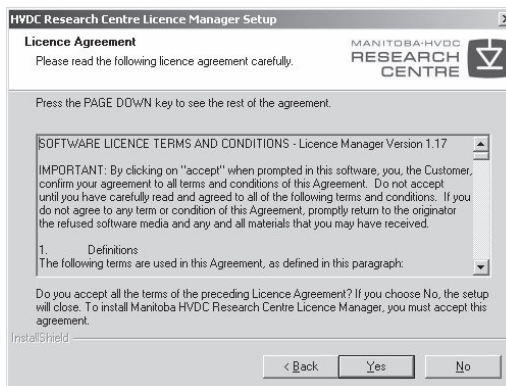 HVDC Research Centre Licence Manager Setup
Licence Agreement
Please read the following licence agreement carefully.
MANITOBA-HVDC
RESEARCH
CENTRE
Press the PAGE DOWN key to see the rest of the agreement.
SOFTWARE LICENCE TERMS AND CONDITIONS - Licence Manager Version 1.17
IMPORTANT: By clicking on "accept" when prompted in this software, you, the Customer,
confirm your agreement to all terms and conditions of this Agreement. Do not accept
until you have carefully read and agreed to all of the following terms and conditions. If you
do not agree to any term or condition of this Agreement, promptly return to the originator
the refused software media and any and all materials that you may have received.
1. Definitions
The following terms are used in this Agreement, as defined in this paragraph:
Do you accept all the terms of the preceding Licence Agreement? If you choose No, the setup
will close. To install Manitoba HVDC Research Centre Licence Manager, you must accept this
agreement.
InstallShield
< Back
Yes
No